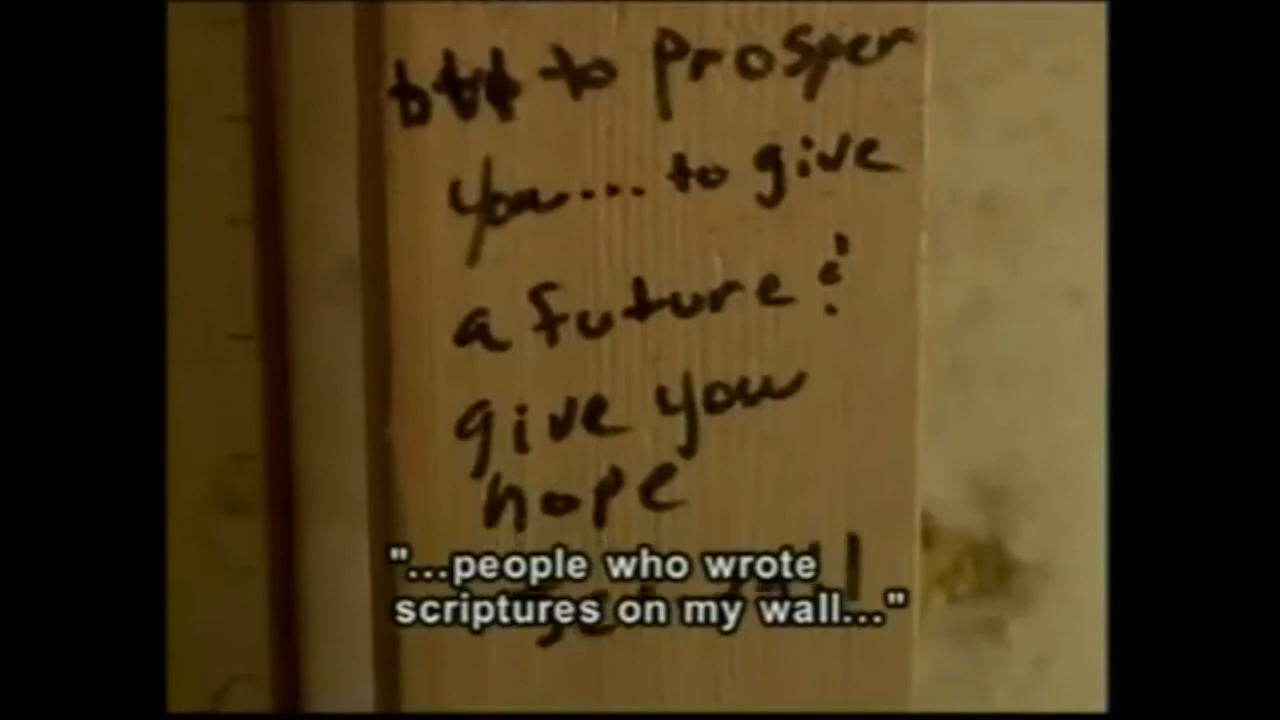 to prosper
you.... to give
a future &
give you
hope
"...people who wrote
scriptures on my wall..."